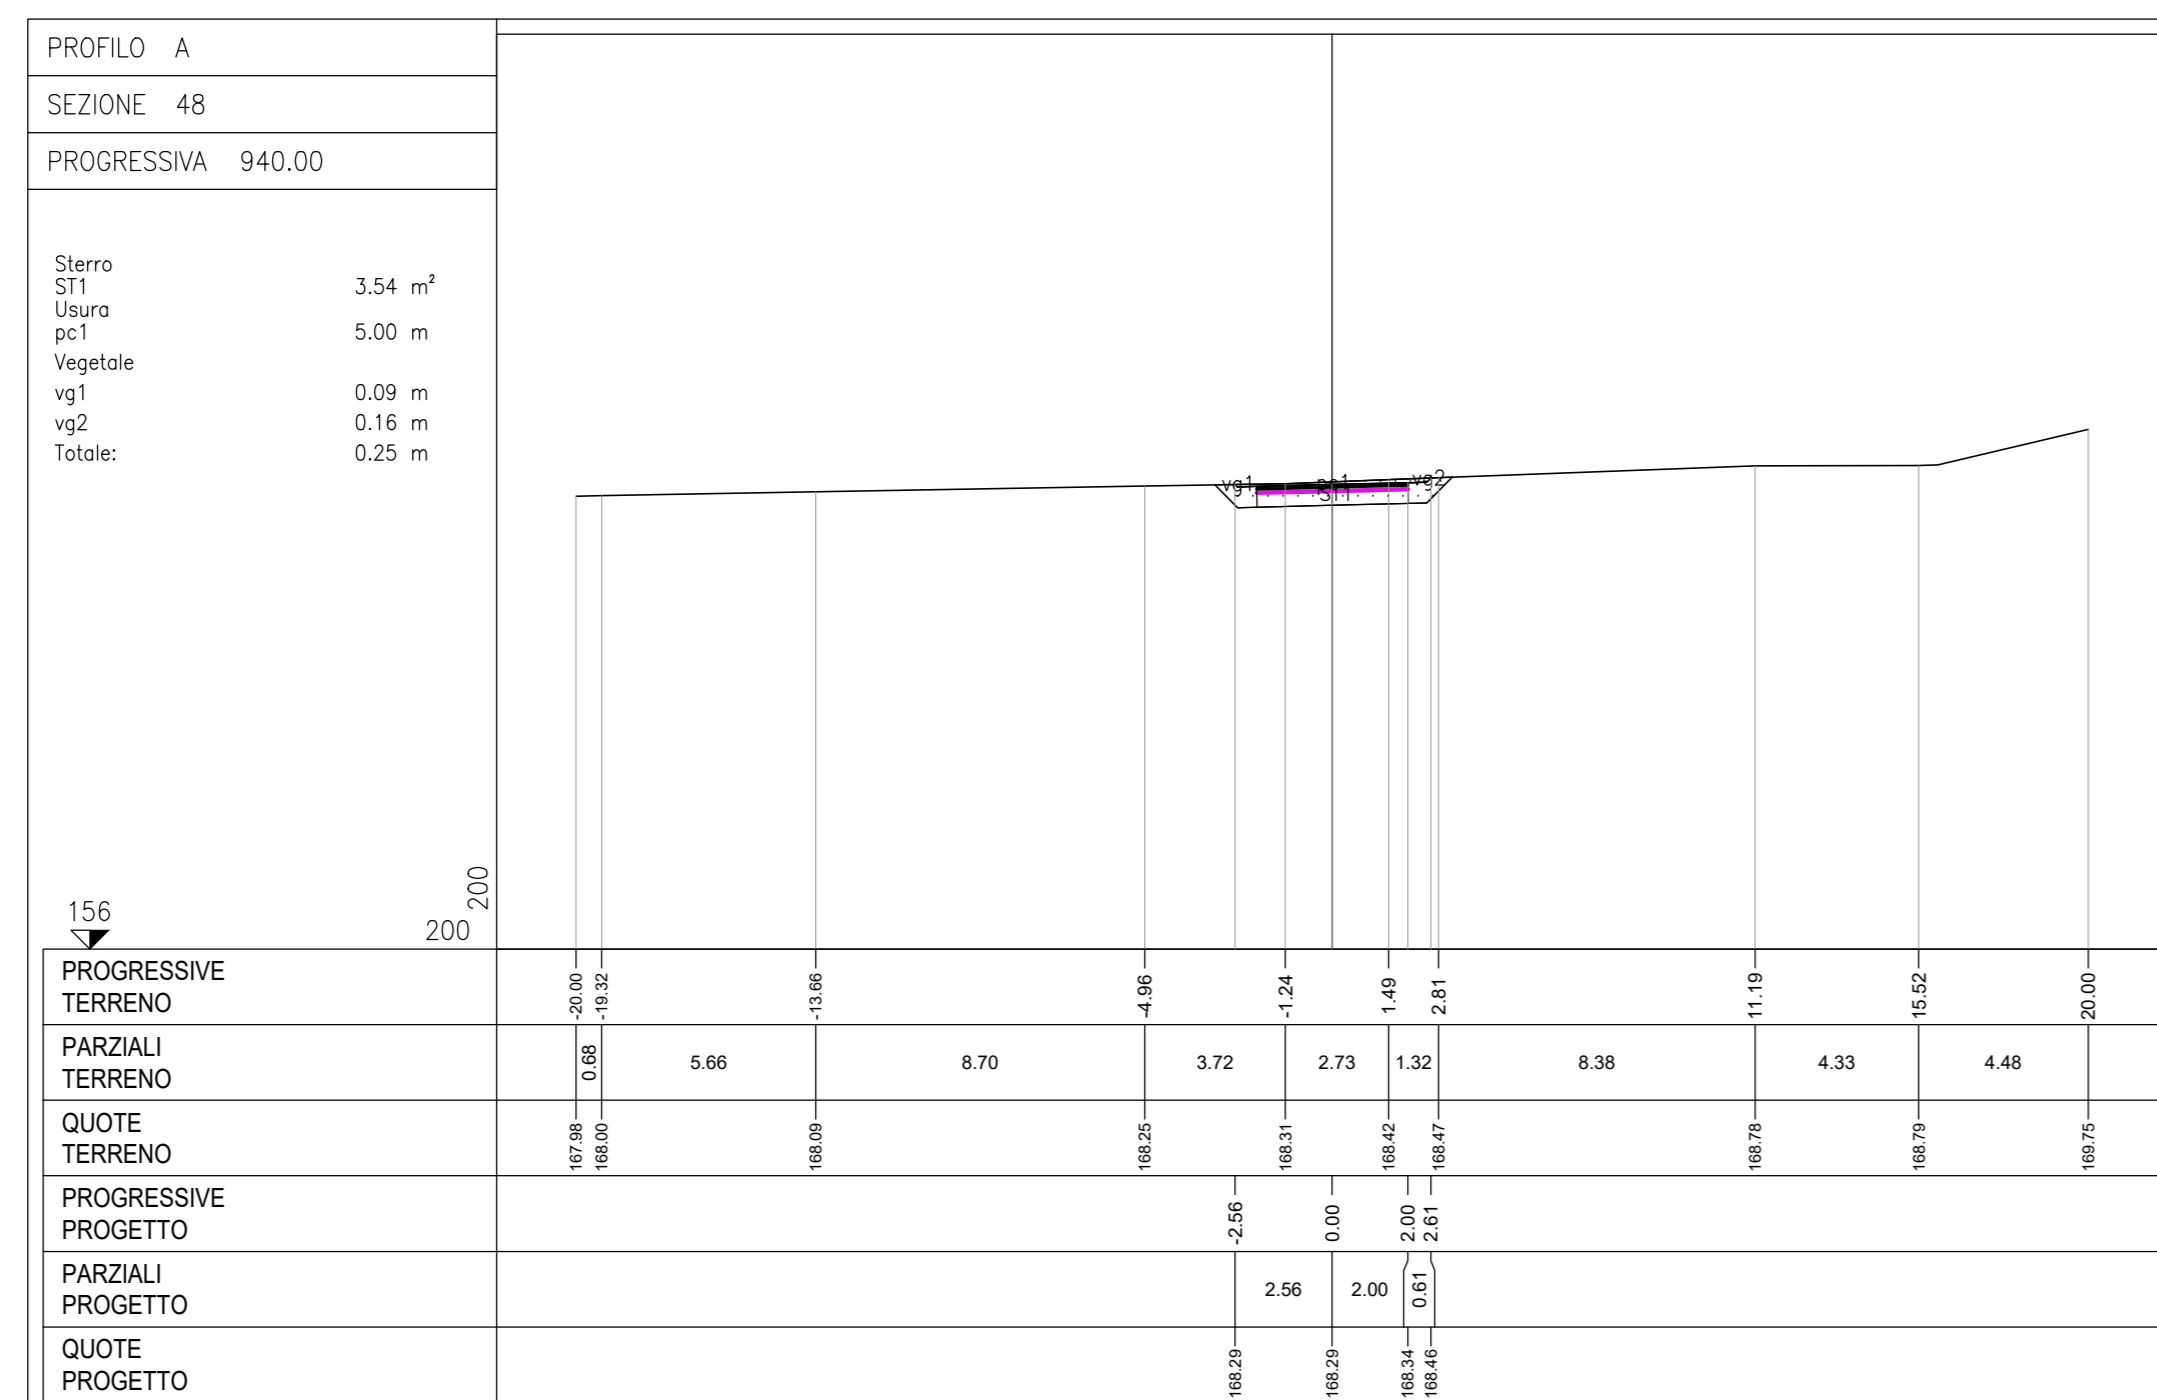 PROFILO A
SEZIONE 48
PROGRESSIVA 940.00
Sterro
ST1 3.54 m²
Usura
pc1 5.00 m
Vegetale
vg1 0.09 m
vg2 0.16 m
Totale: 0.25 m
vg1 pc1 vg2
ST1
200
156 200
PROGRESSIVE
TERRENO
-20.00 -19.32 -13.66 -4.96 -1.24 1.49 2.81 11.19 15.52 20.00
PARZIALI
TERRENO
0.68 5.66 8.70 3.72 2.73 1.32 8.38 4.33 4.48
QUOTE
TERRENO
167.98 168.00 168.09 168.25 168.31 168.42 168.47 168.78 168.79 169.75
PROGRESSIVE
PROGETTO
-2.56 0.00 2.00 2.61
PARZIALI
PROGETTO
2.56 2.00 0.61
QUOTE
PROGETTO
168.29 168.29 168.34 168.46